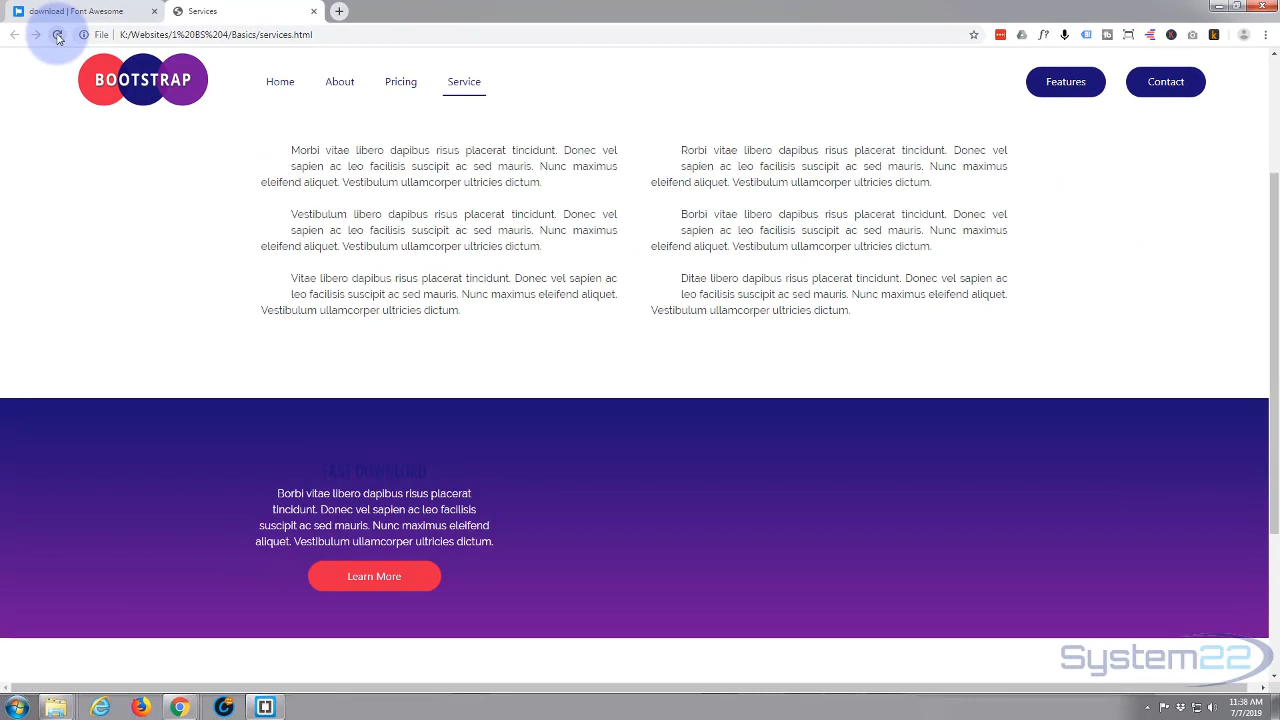 download | Font Awesome
Services
File K:/Websites/1%20BS%204/Basics/services.html
BOOTSTRAP
Home About Pricing Service
Features Contact
Morbi vitae libero dapibus risus placerat tincidunt. Donec vel
sapien ac leo facilisis suscipit ac sed mauris. Nunc maximus
eleifend aliquet. Vestibulum ullamcorper ultricies dictum.
Vestibulum libero dapibus risus placerat tincidunt. Donec vel
sapien ac leo facilisis suscipit ac sed mauris. Nunc maximus
eleifend aliquet. Vestibulum ullamcorper ultricies dictum.
Vitae libero dapibus risus placerat tincidunt. Donec vel sapien ac
leo facilisis suscipit ac sed mauris. Nunc maximus eleifend aliquet.
Vestibulum ullamcorper ultricies dictum.
Rorbi vitae libero dapibus risus placerat tincidunt. Donec vel
sapien ac leo facilisis suscipit ac sed mauris. Nunc maximus
eleifend aliquet. Vestibulum ullamcorper ultricies dictum.
Borbi vitae libero dapibus risus placerat tincidunt. Donec vel
sapien ac leo facilisis suscipit ac sed mauris. Nunc maximus
eleifend aliquet. Vestibulum ullamcorper ultricies dictum.
Ditae libero dapibus risus placerat tincidunt. Donec vel sapien ac
leo facilisis suscipit ac sed mauris. Nunc maximus eleifend aliquet.
Vestibulum ullamcorper ultricies dictum.
FAST DOWNLOAD
Borbi vitae libero dapibus risus placerat
tincidunt. Donec vel sapien ac leo facilisis
suscipit ac sed mauris. Nunc maximus eleifend
aliquet. Vestibulum ullamcorper ultricies dictum.
Learn More
System22
11:38 AM
7/7/2019